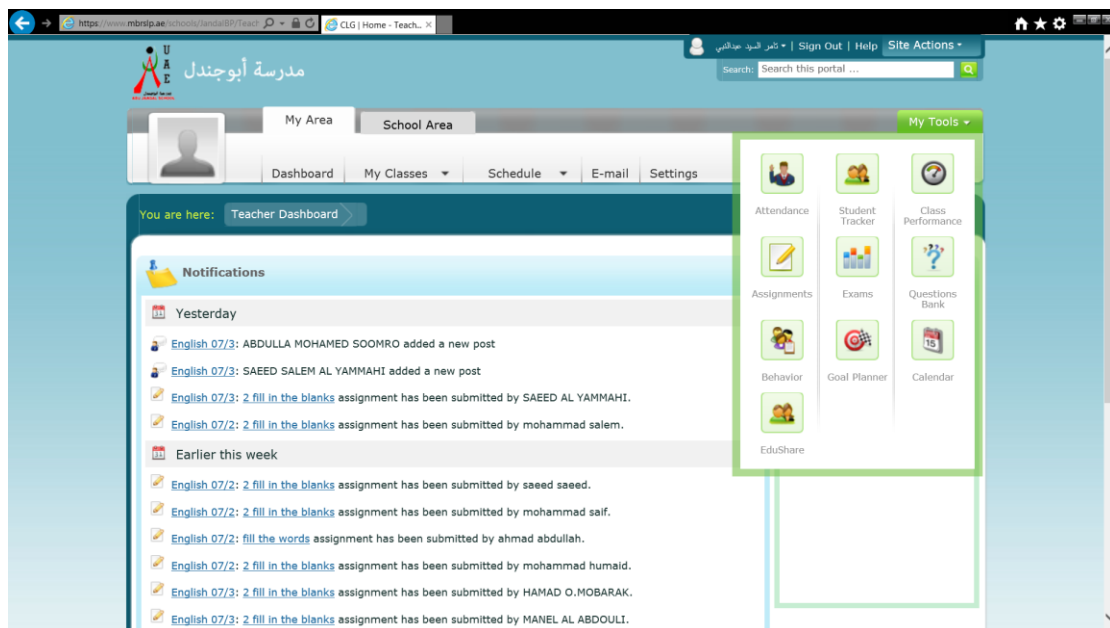 https://www.mbrslp.ae/schools/JandalBP/Teach
CLG | Home - Teach...
UAE
مدرسة أبوجندل
ثامر السيد عبدالنبي | Sign Out | Help Site Actions
Search: Search this portal ...
My Area School Area My Tools
Dashboard My Classes Schedule E-mail Settings
Attendance Student Tracker Class Performance
Assignments Exams Questions Bank
Behavior Goal Planner Calendar
EduShare
You are here: Teacher Dashboard
Notifications
Yesterday
English 07/3: ABDULLA MOHAMED SOOMRO added a new post
English 07/3: SAEED SALEM AL YAMMAHI added a new post
English 07/3: 2 fill in the blanks assignment has been submitted by SAEED AL YAMMAHI.
English 07/2: 2 fill in the blanks assignment has been submitted by mohammad salem.
Earlier this week
English 07/2: 2 fill in the blanks assignment has been submitted by saeed saeed.
English 07/2: 2 fill in the blanks assignment has been submitted by mohammad saif.
English 07/2: fill the words assignment has been submitted by ahmad abdullah.
English 07/2: 2 fill in the blanks assignment has been submitted by mohammad humaid.
English 07/3: 2 fill in the blanks assignment has been submitted by HAMAD O.MOBARAK.
English 07/3: 2 fill in the blanks assignment has been submitted by MANEL AL ABDOULI.